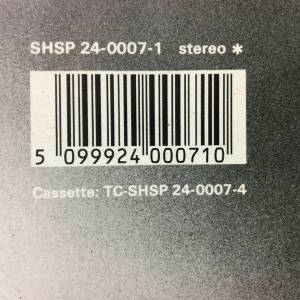 SHSP 24-0007-1 stereo *
5 099924 000710
Cassette: TC-SHSP 24-0007-4